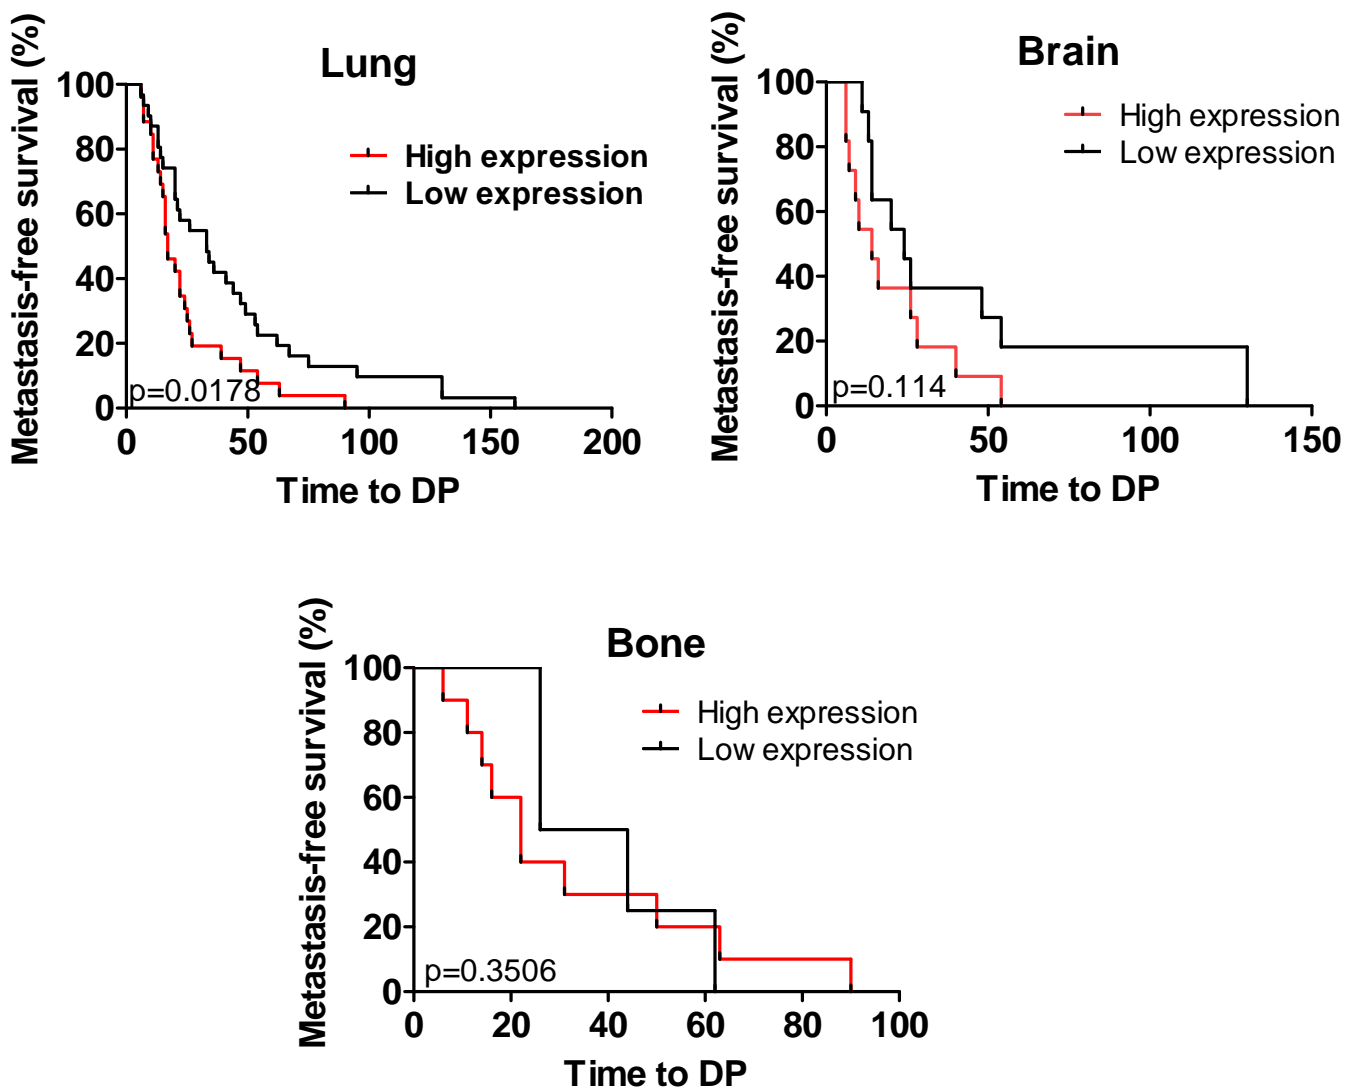 Lung
Metastasis-free survival (%)
100
80
60
40
20
0
High expression
Low expression
p=0.0178
0 50 100 150 200
Time to DP
Brain
Metastasis-free survival (%)
100
80
60
40
20
0
High expression
Low expression
p=0.114
0 50 100 150
Time to DP
Bone
Metastasis-free survival (%)
100
80
60
40
20
0
High expression
Low expression
p=0.3506
0 20 40 60 80 100
Time to DP